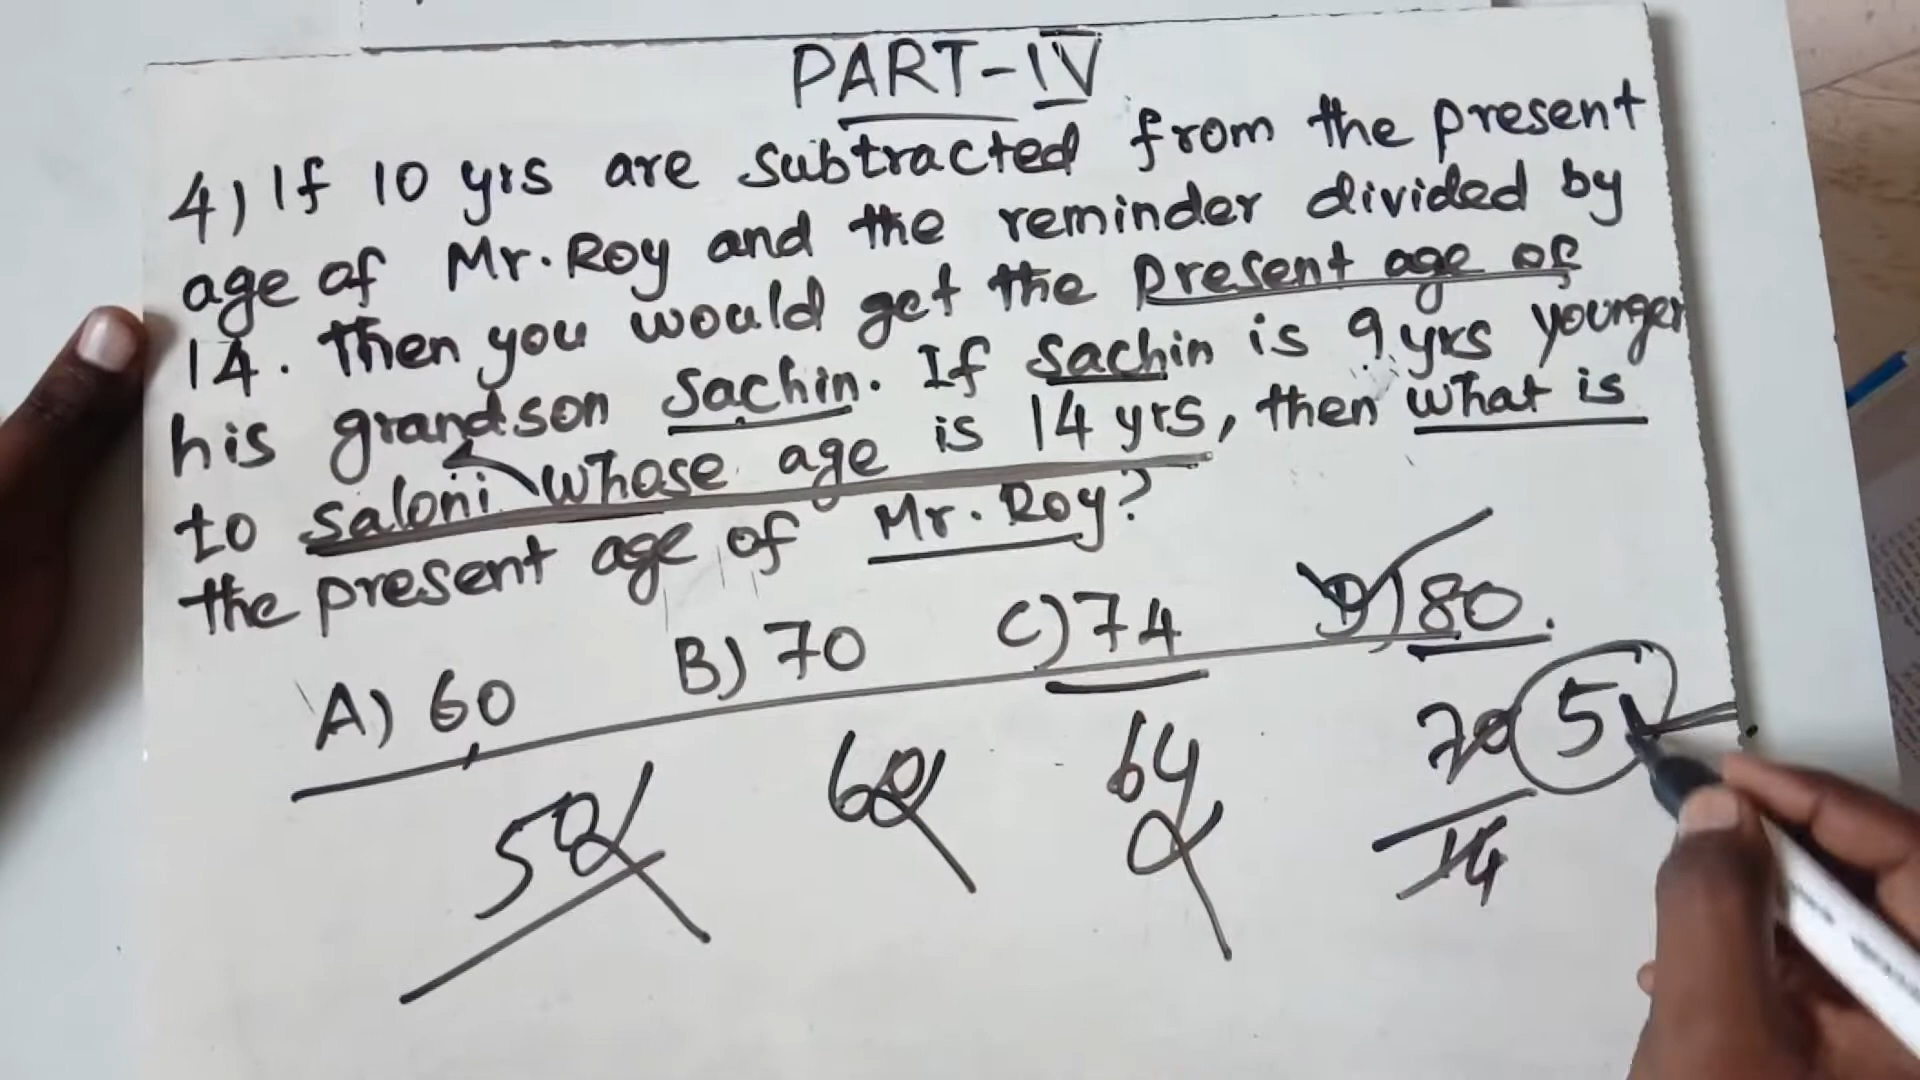 PART-IV
4) If 10 yrs are subtracted from the present
age of Mr. Roy and the reminder divided by
14. Then you would get the present age of
his grandson Sachin. If Sachin is 9 yrs younger
to Saloni whose age is 14 yrs, then what is
the present age of Mr. Roy?
A) 60 B) 70 C) 74 D) 80.
50 60 64 70 5
14